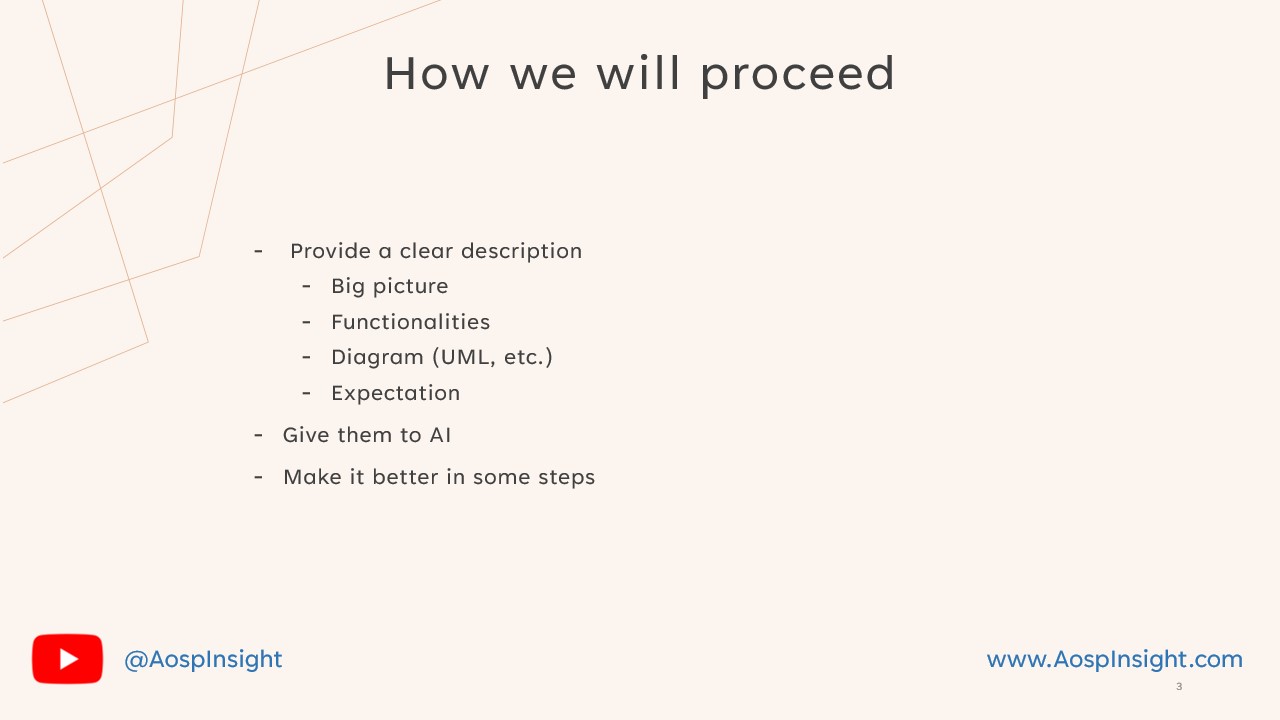 How we will proceed
- Provide a clear description
- Big picture
- Functionalities
- Diagram (UML, etc.)
- Expectation
- Give them to AI
- Make it better in some steps
@AospInsight
www.AospInsight.com
3